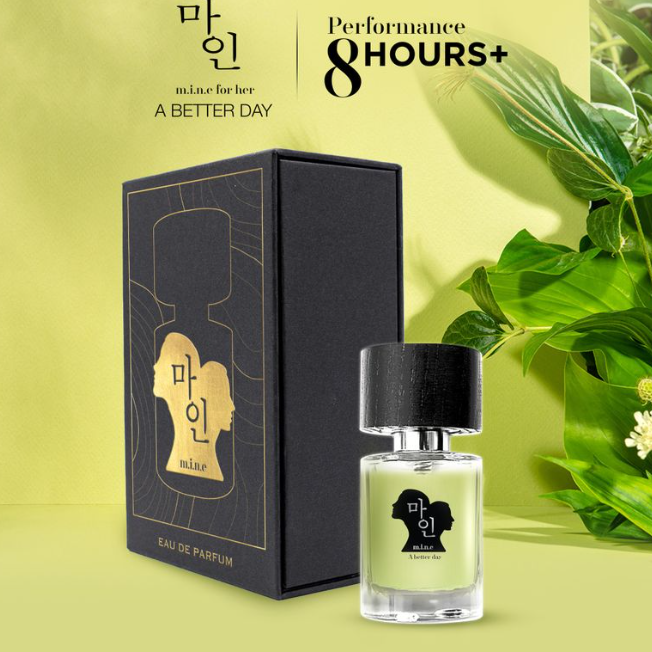 마
인
m.i.n.e for her
A BETTER DAY
Performance
8 HOURS+
마
인
m.i.n.e
EAU DE PARFUM
마
인
m.i.n.e
A better day